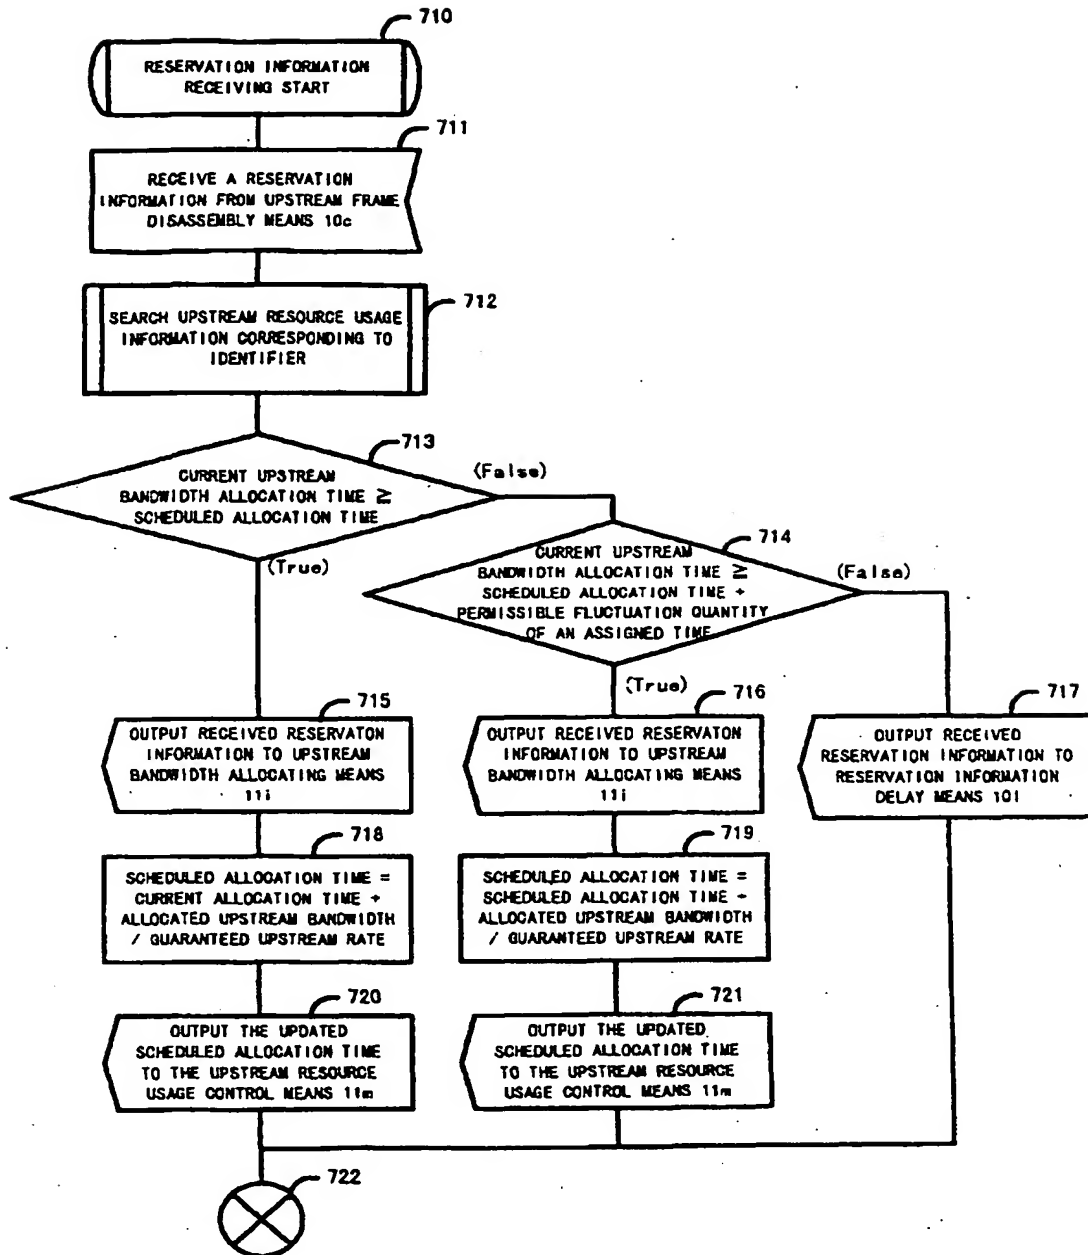 710
RESERVATION INFORMATION
RECEIVING START
711
RECEIVE A RESERVATION
INFORMATION FROM UPSTREAM FRAME
DISASSEMBLY MEANS 10c
712
SEARCH UPSTREAM RESOURCE USAGE
INFORMATION CORRESPONDING TO
IDENTIFIER
713
CURRENT UPSTREAM
BANDWIDTH ALLOCATION TIME ≧
SCHEDULED ALLOCATION TIME
(False)
(True)
714
CURRENT UPSTREAM
BANDWIDTH ALLOCATION TIME ≧
SCHEDULED ALLOCATION TIME -
PERMISSIBLE FLUCTUATION QUANTITY
OF AN ASSIGNED TIME
(False)
(True)
715
OUTPUT RECEIVED RESERVATON
INFORMATION TO UPSTREAM
BANDWIDTH ALLOCATING MEANS
11i
716
OUTPUT RECEIVED RESERVATON
INFORMATION TO UPSTREAM
BANDWIDTH ALLOCATING MEANS
11i
717
OUTPUT RECEIVED
RESERVATION INFORMATION TO
RESERVATION INFORMATION
DELAY MEANS
718
SCHEDULED ALLOCATION TIME =
CURRENT ALLOCATION TIME +
ALLOCATED UPSTREAM BANDWIDTH
/ GUARANTEED UPSTREAM RATE
719
SCHEDULED ALLOCATION TIME =
SCHEDULED ALLOCATION TIME +
ALLOCATED UPSTREAM BANDWIDTH
/ GUARANTEED UPSTREAM RATE
720
OUTPUT THE UPDATED
SCHEDULED ALLOCATION TIME
TO THE UPSTREAM RESOURCE
USAGE CONTROL MEANS 11m
721
OUTPUT THE UPDATED
SCHEDULED ALLOCATION TIME
TO THE UPSTREAM RESOURCE
USAGE CONTROL MEANS 11m
722